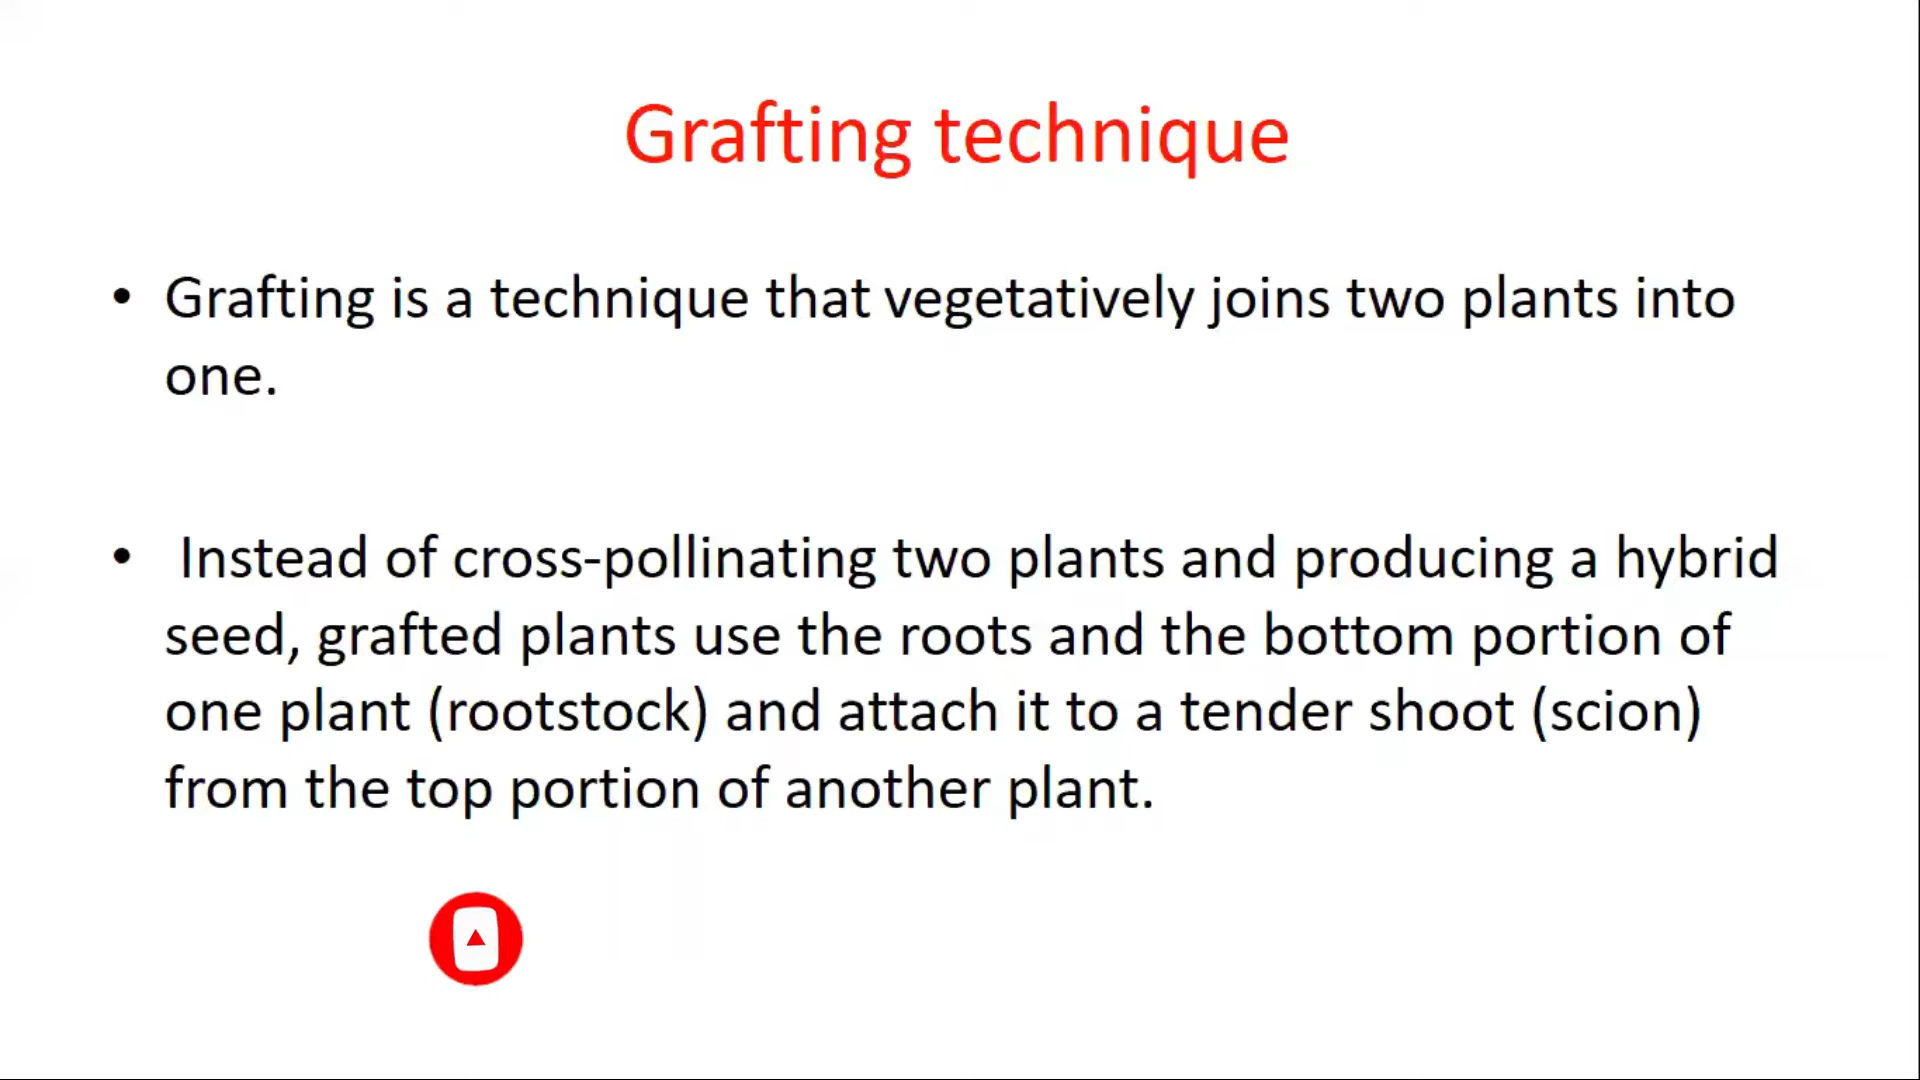 Grafting technique
• Grafting is a technique that vegetatively joins two plants into
one.
• Instead of cross-pollinating two plants and producing a hybrid
seed, grafted plants use the roots and the bottom portion of
one plant (rootstock) and attach it to a tender shoot (scion)
from the top portion of another plant.